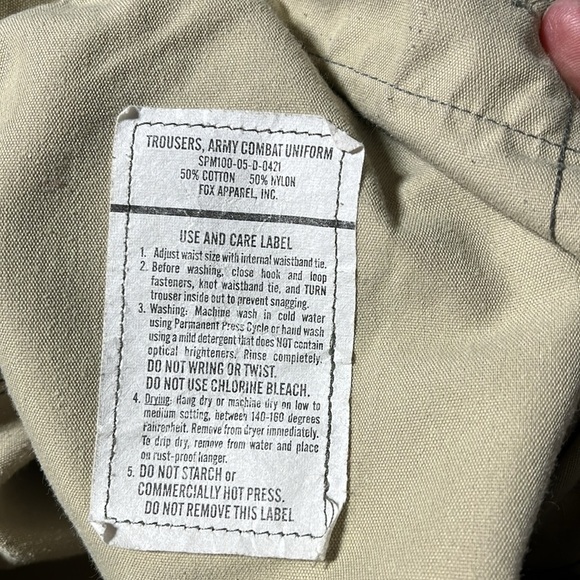 TROUSERS, ARMY COMBAT UNIFORM
SPM100-05-D-0421
50% COTTON 50% NYLON
FOX APPAREL, INC.
USE AND CARE LABEL
1. Adjust waist size with internal waistband tie.
2. Before washing, close hook and loop
fasteners, knot waistband tie, and TURN
trouser inside out to prevent snagging.
3. Washing: Machine wash in cold water
using Permanent Press Cycle or hand wash
using a mild detergent that does NOT contain
optical brighteners. Rinse completely.
DO NOT WRING OR TWIST.
DO NOT USE CHLORINE BLEACH.
4. Drying: Hang dry or machine dry on low to
medium setting, between 140-160 degrees
Fahrenheit. Remove from dryer immediately.
To drip dry, remove from water and place
on rust-proof hanger.
5. DO NOT STARCH or
COMMERCIALLY HOT PRESS.
DO NOT REMOVE THIS LABEL